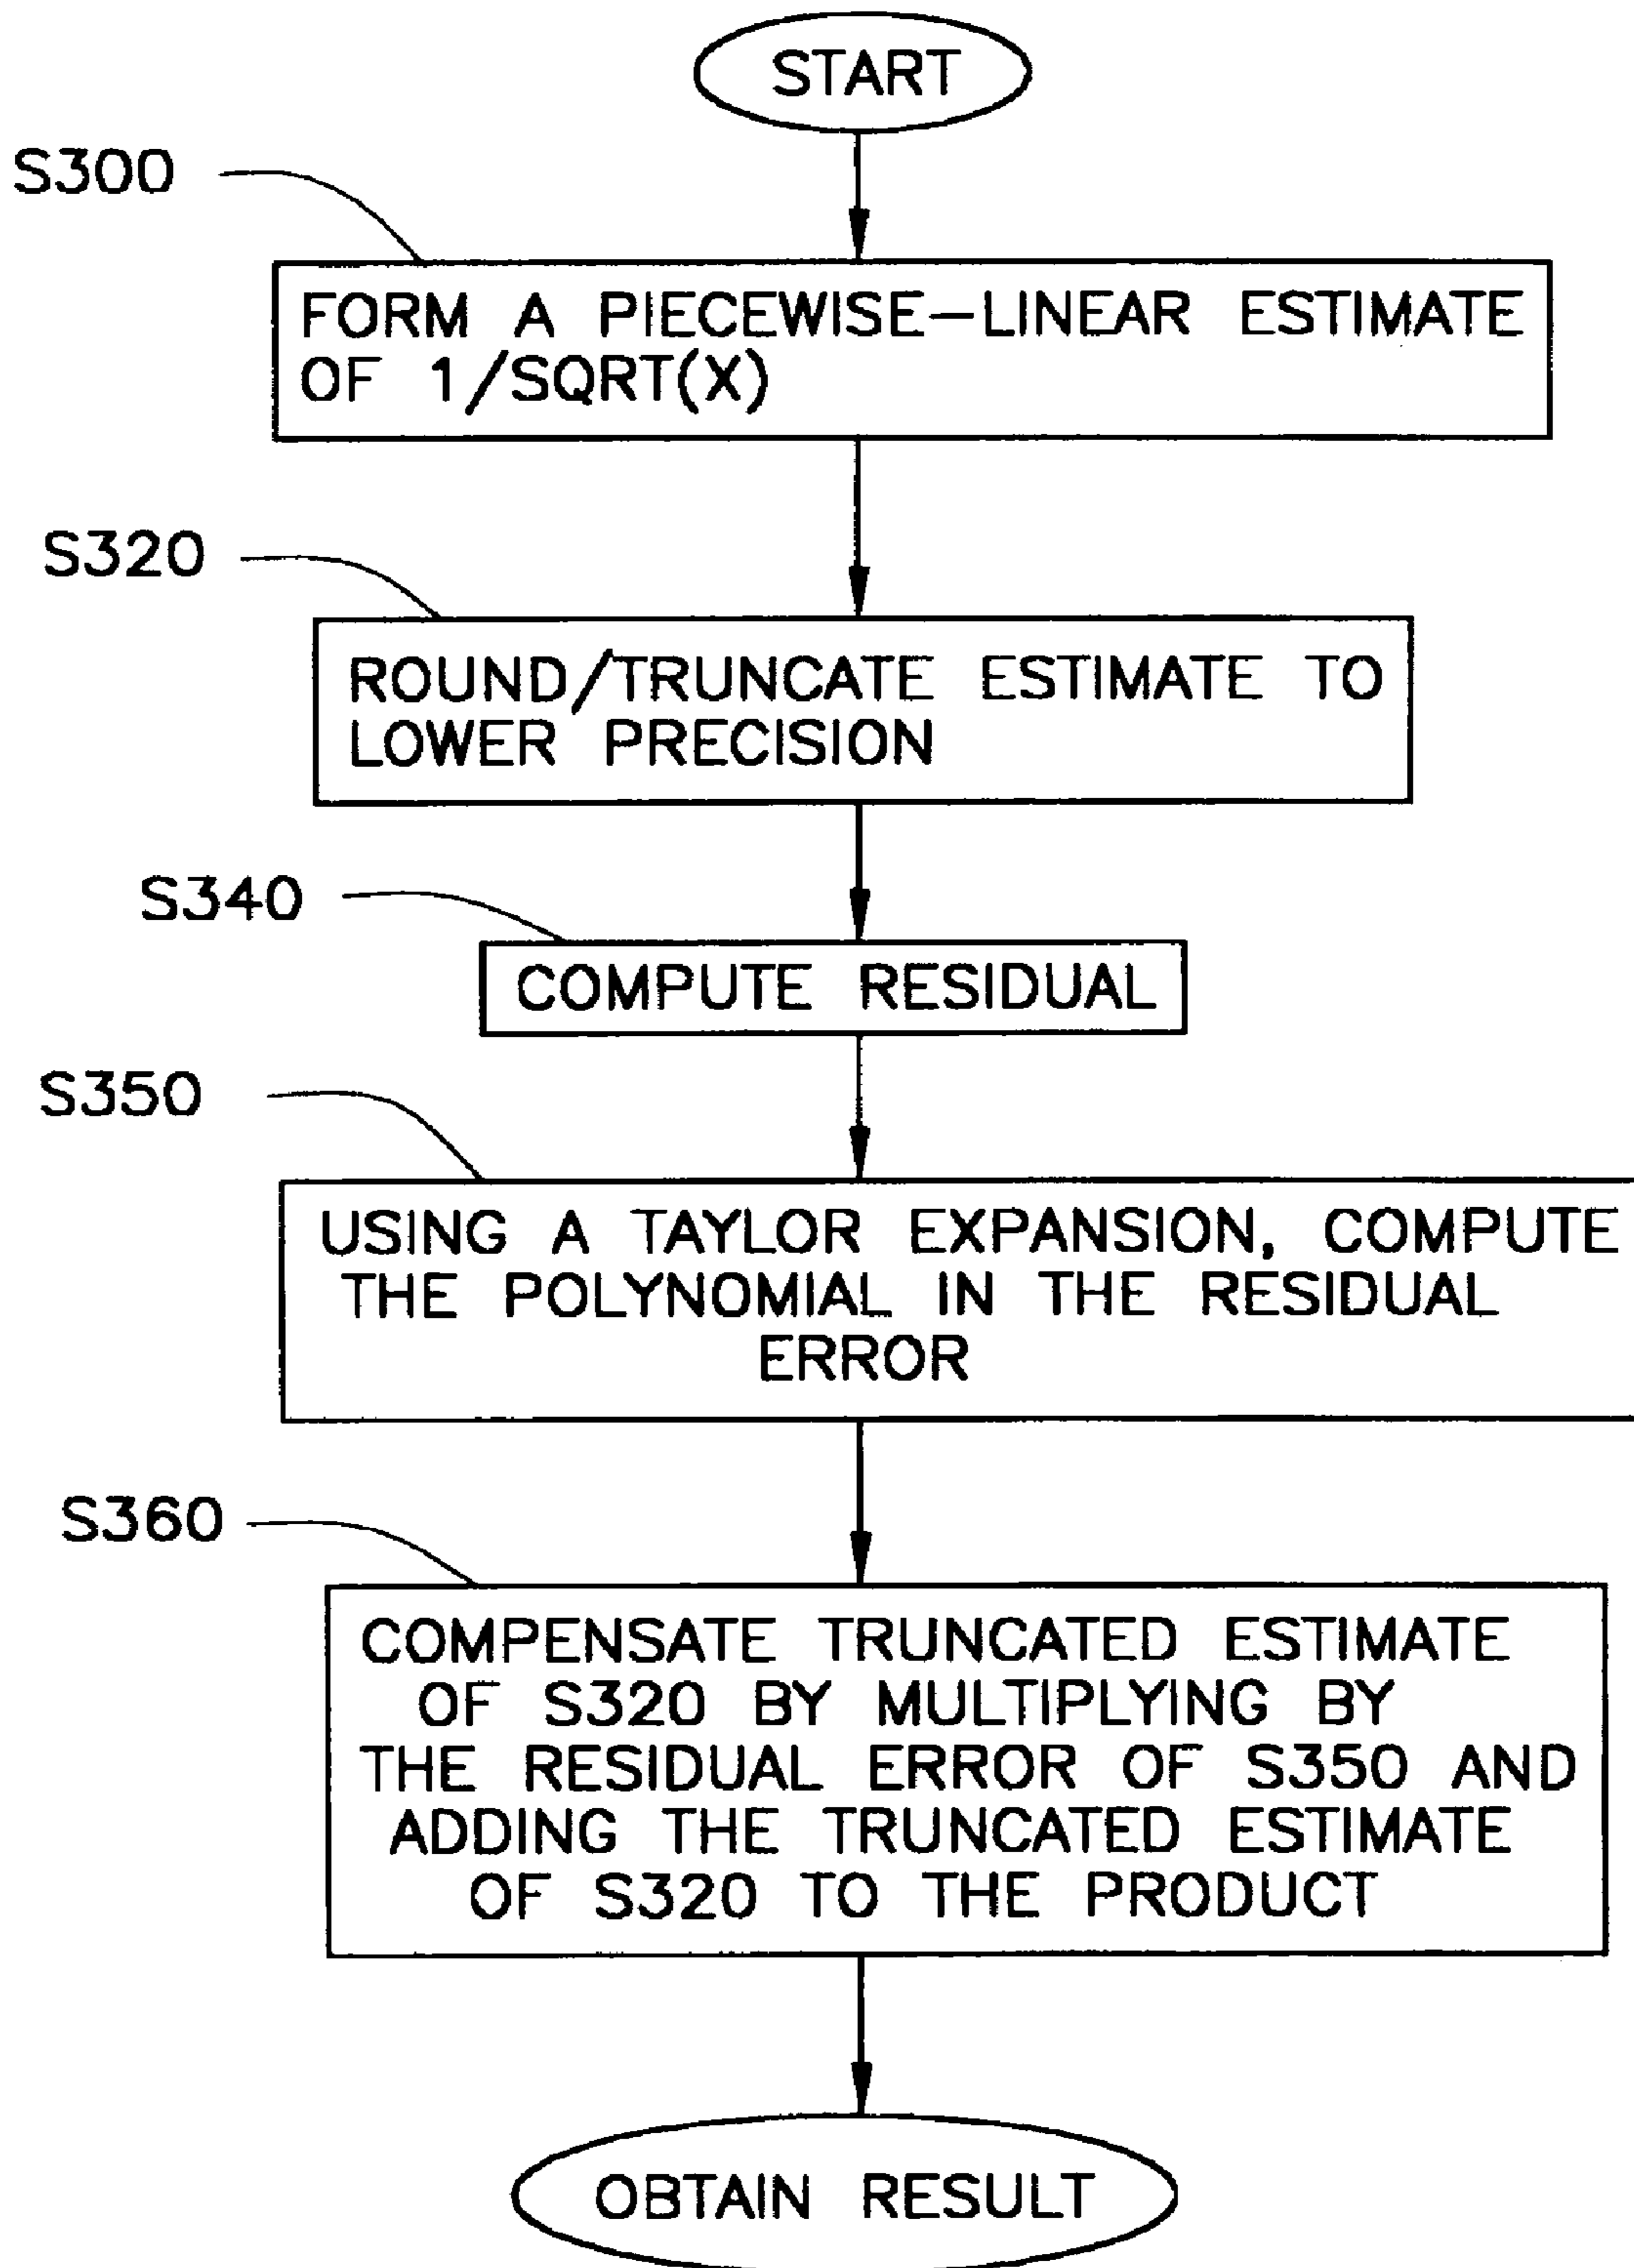 START
S300
FORM A PIECEWISE-LINEAR ESTIMATE
OF 1/SQRT(X)
S320
ROUND/TRUNCATE ESTIMATE TO
LOWER PRECISION
S340
COMPUTE RESIDUAL
S350
USING A TAYLOR EXPANSION, COMPUTE
THE POLYNOMIAL IN THE RESIDUAL
ERROR
S360
COMPENSATE TRUNCATED ESTIMATE
OF S320 BY MULTIPLYING BY
THE RESIDUAL ERROR OF S350 AND
ADDING THE TRUNCATED ESTIMATE
OF S320 TO THE PRODUCT
OBTAIN RESULT